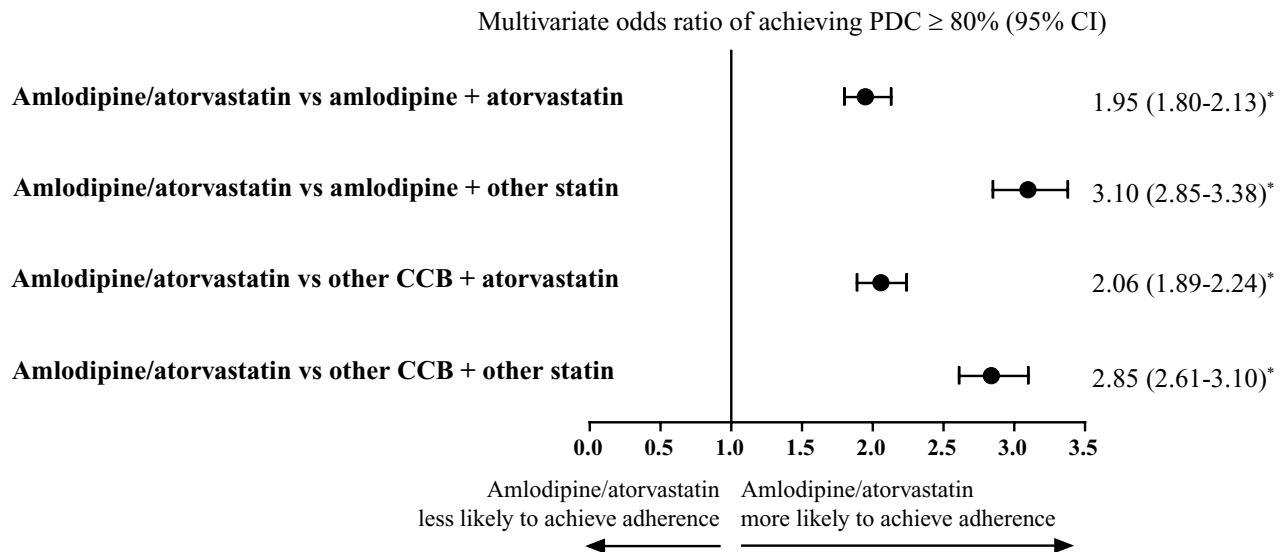 Multivariate odds ratio of achieving PDC ≥ 80% (95% CI)
Amlodipine/atorvastatin vs amlodipine + atorvastatin 1.95 (1.80-2.13)*
Amlodipine/atorvastatin vs amlodipine + other statin 3.10 (2.85-3.38)*
Amlodipine/atorvastatin vs other CCB + atorvastatin 2.06 (1.89-2.24)*
Amlodipine/atorvastatin vs other CCB + other statin 2.85 (2.61-3.10)*
0.0 0.5 1.0 1.5 2.0 2.5 3.0 3.5
Amlodipine/atorvastatin
less likely to achieve adherence
Amlodipine/atorvastatin
more likely to achieve adherence